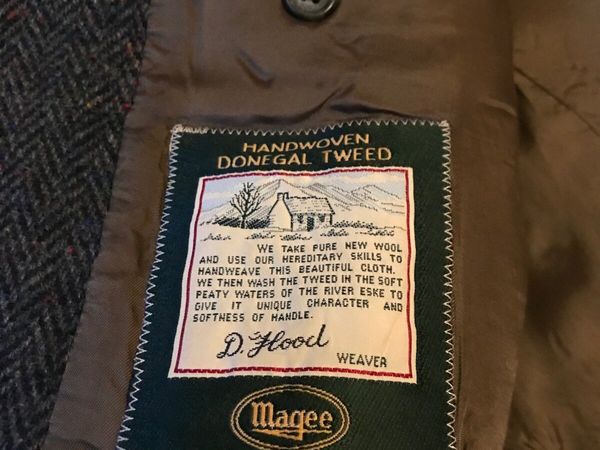 HANDWOVEN
DONEGAL TWEED
WE TAKE PURE NEW WOOL
AND USE OUR HEREDITARY SKILLS TO
HANDWEAVE THIS BEAUTIFUL CLOTH.
WE THEN WASH THE TWEED IN THE SOFT
PEATY WATERS OF THE RIVER ESKE TO
GIVE IT UNIQUE CHARACTER AND
SOFTNESS OF HANDLE.
D. Flood
WEAVER
Magee